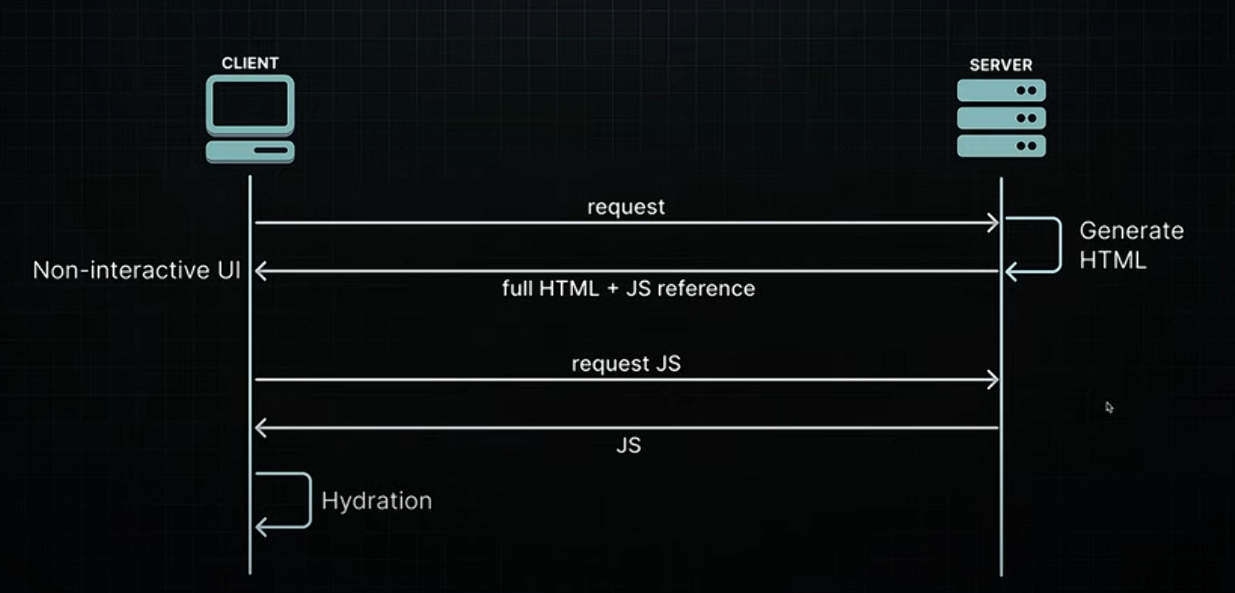 CLIENT
SERVER
request
Generate
HTML
Non-interactive UI
full HTML + JS reference
request JS
JS
Hydration